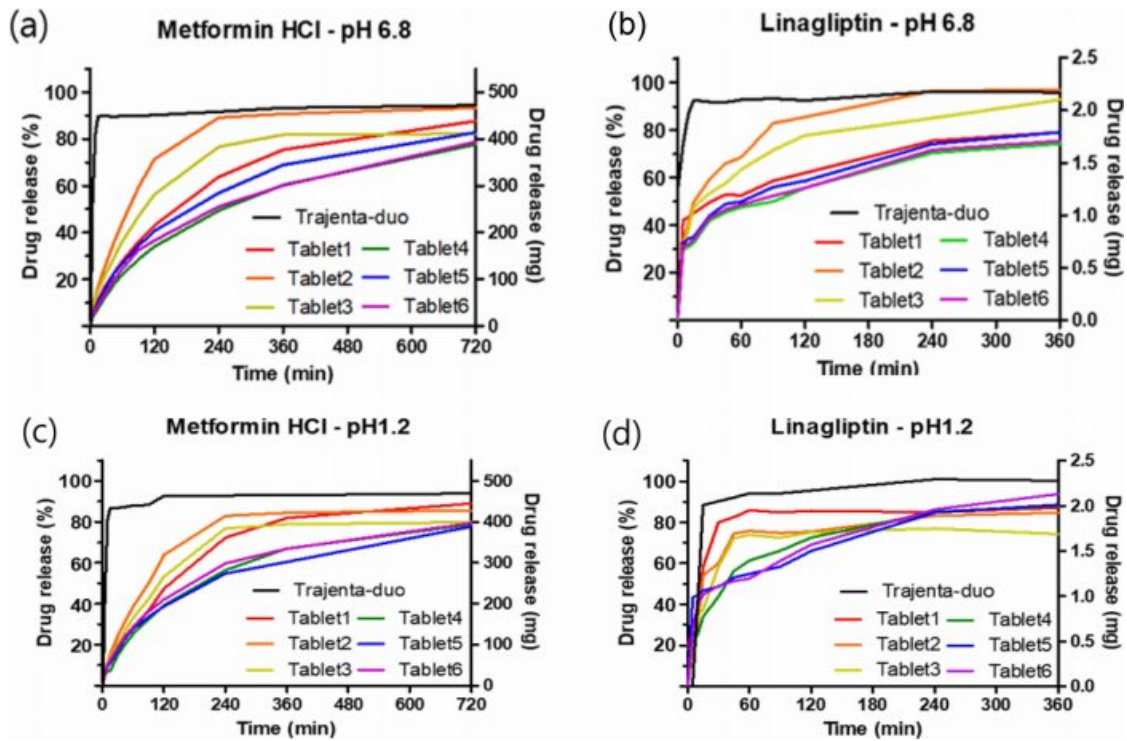 (a)
Metformin HCl - pH 6.8
Drug release (%)
100
80
60
40
20
500
400
300
200
100
0
Drug release (mg)
Trajenta-duo
Tablet1
Tablet4
Tablet2
Tablet5
Tablet3
Tablet6
0 120 240 360 480 600 720
Time (min)
(b)
Linagliptin - pH 6.8
Drug release (%)
100
80
60
40
20
2.5
2.0
1.5
1.0
0.5
0.0
Drug release (mg)
Trajenta-duo
Tablet1
Tablet4
Tablet2
Tablet5
Tablet3
Tablet6
0 60 120 180 240 300 360
Time (min)
(c)
Metformin HCl - pH1.2
Drug release (%)
100
80
60
40
20
500
400
300
200
100
0
Drug release (mg)
Trajenta-duo
Tablet1
Tablet4
Tablet2
Tablet5
Tablet3
Tablet6
0 120 240 360 480 600 720
Time (min)
(d)
Linagliptin - pH1.2
Drug release (%)
100
80
60
40
20
2.5
2.0
1.5
1.0
0.5
0.0
Drug release (mg)
Trajenta-duo
Tablet1
Tablet4
Tablet2
Tablet5
Tablet3
Tablet6
0 60 120 180 240 300 360
Time (min)